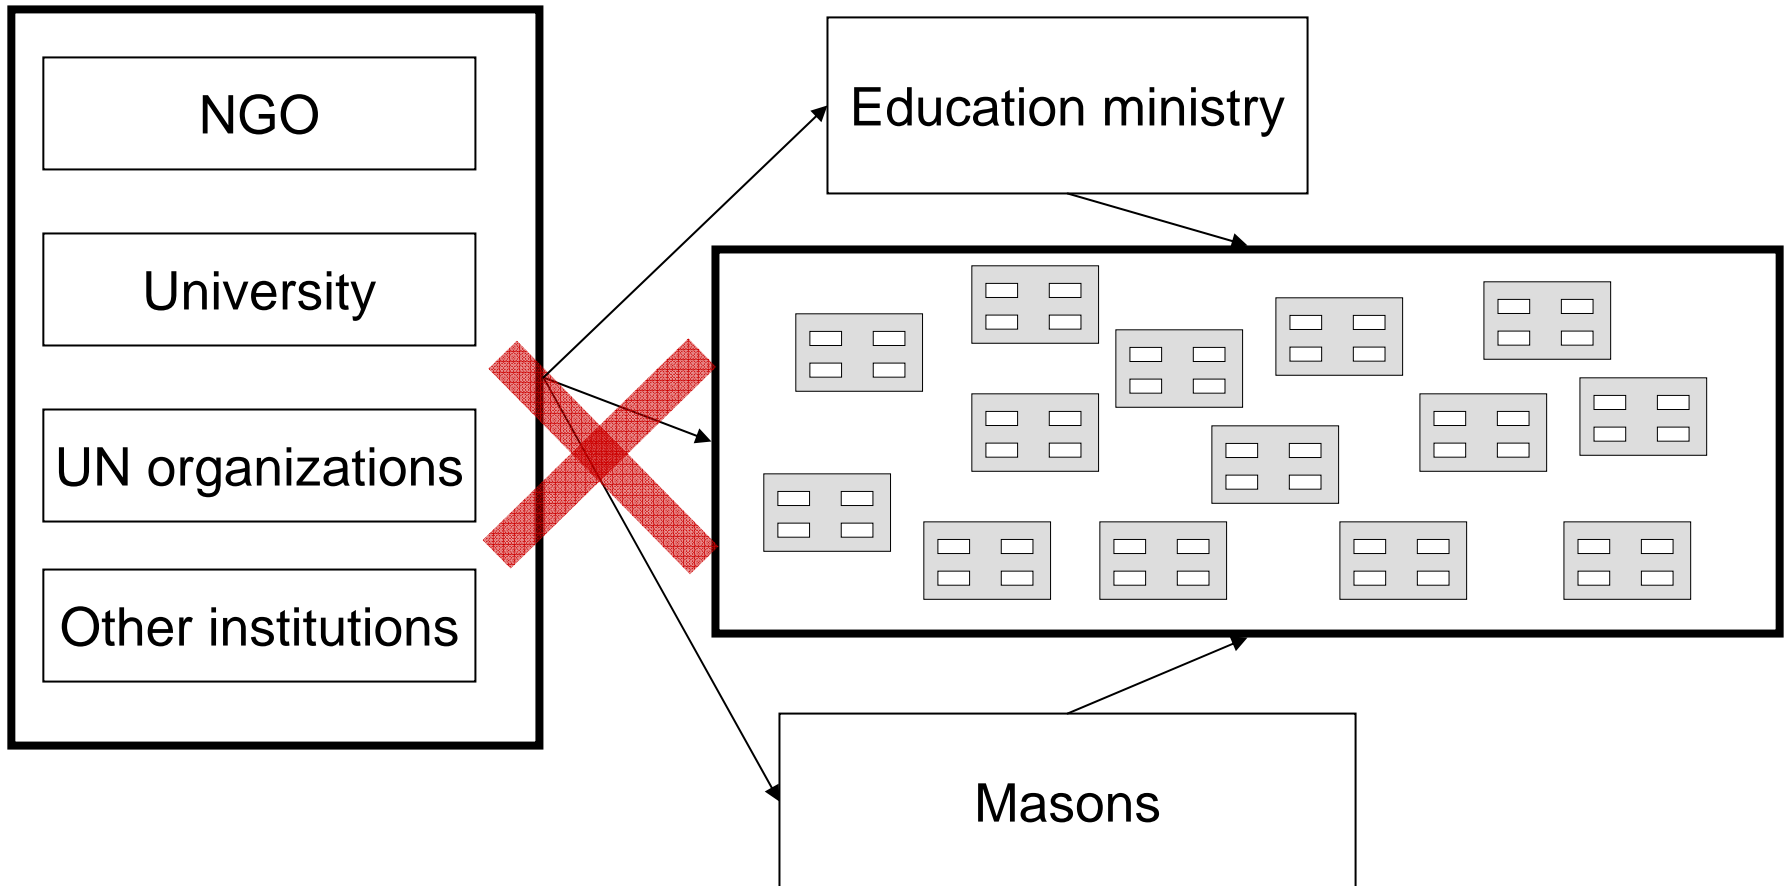 NGO
University
UN organizations
Other institutions
Education ministry
Masons